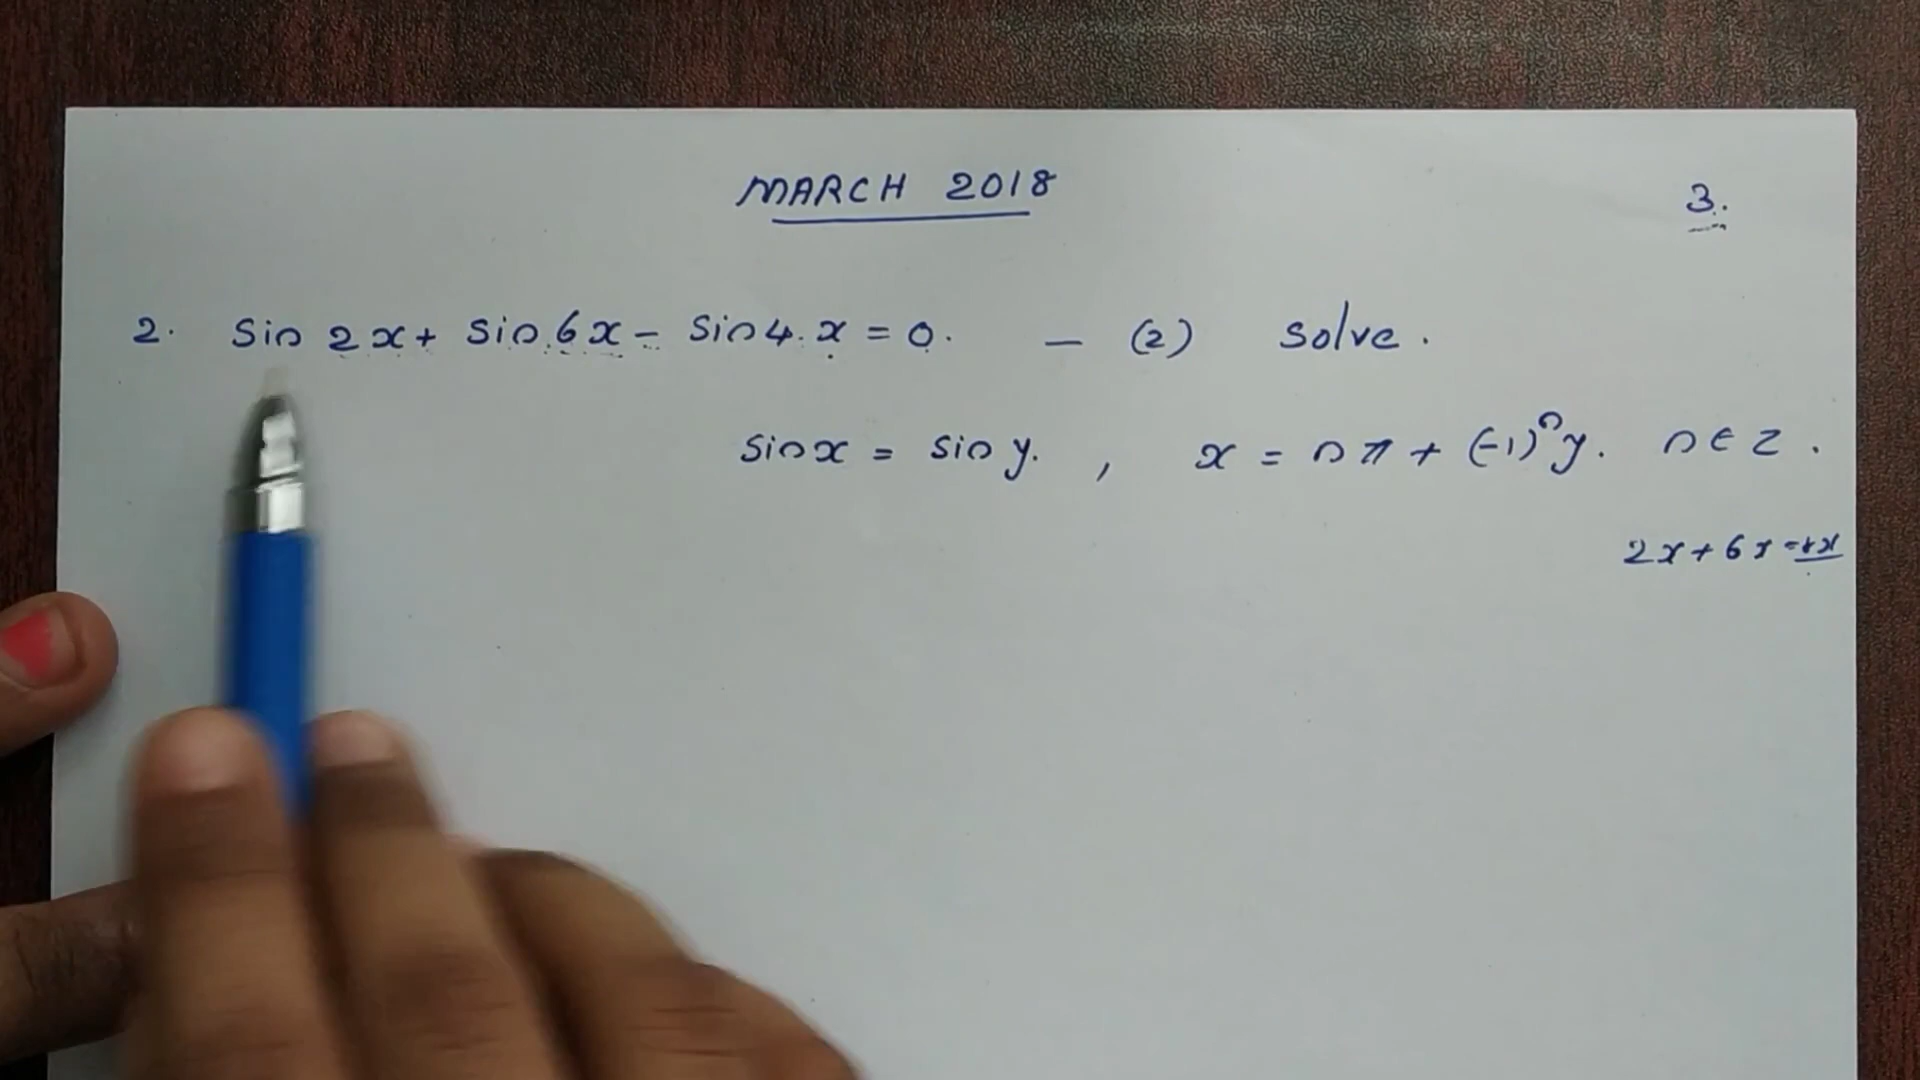 MARCH 2018
3.
2. Sin 2x + Sin 6x - Sin 4x = 0. - (2) Solve.
Sin x = Sin y. , x = nπ + (-1)ⁿy. n ∈ Z.
2x + 6x =